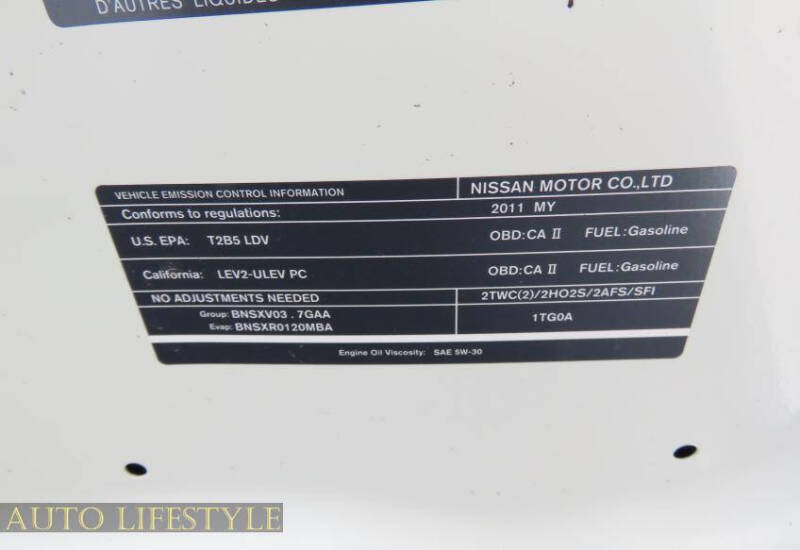 D'AUTRES LIQUIDES
VEHICLE EMISSION CONTROL INFORMATION NISSAN MOTOR CO.,LTD
Conforms to regulations: 2011 MY
U.S. EPA: T2B5 LDV OBD:CA II FUEL:Gasoline
California: LEV2-ULEV PC OBD:CA II FUEL:Gasoline
NO ADJUSTMENTS NEEDED 2TWC(2)/2HO2S/2AFS/SFI
Group: BNSXV03.7GAA 1TG0A
Evap: BNSXR0120MBA
Engine Oil Viscosity: SAE 5W-30
AUTO LIFESTYLE